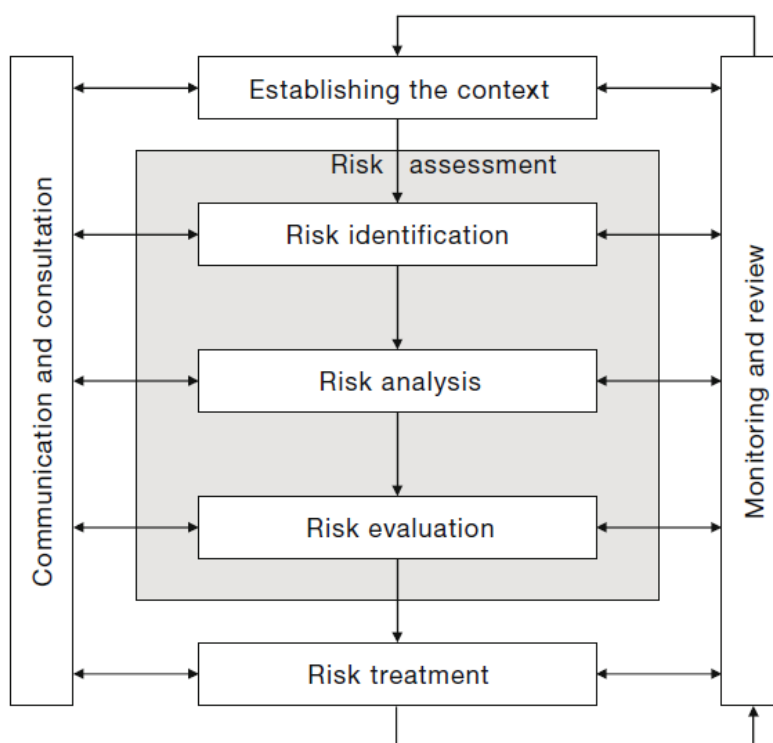 Establishing the context
Risk assessment
Risk identification
Risk analysis
Risk evaluation
Risk treatment
Communication and consultation
Monitoring and review